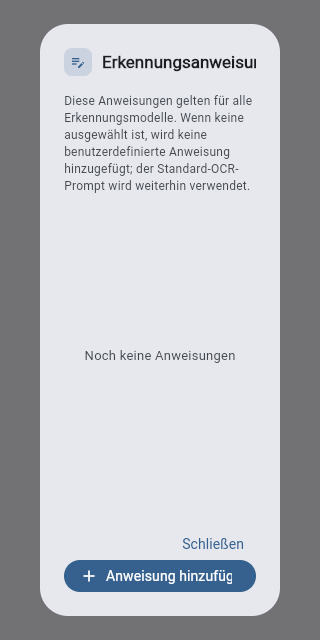 Erkennungsanweisun
Diese Anweisungen gelten für alle
Erkennungsmodelle. Wenn keine
ausgewählt ist, wird keine
benutzerdefinierte Anweisung
hinzugefügt; der Standard-OCR-
Prompt wird weiterhin verwendet.
Noch keine Anweisungen
Schließen
Anweisung hinzufüg